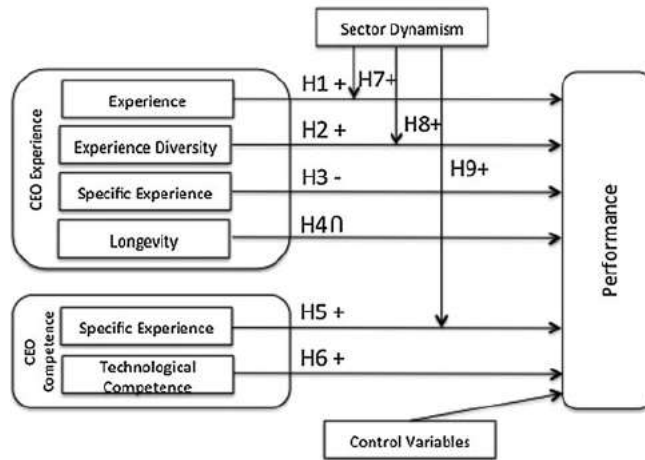 Sector Dynamism
H1 +
H7+
Experience
H2 +
H8+
Experience Diversity
H3 -
H9+
Specific Experience
H4∩
Longevity
CEO Experience
H5 +
Specific Experience
H6 +
Technological
Competence
CEO
Competence
Performance
Control Variables